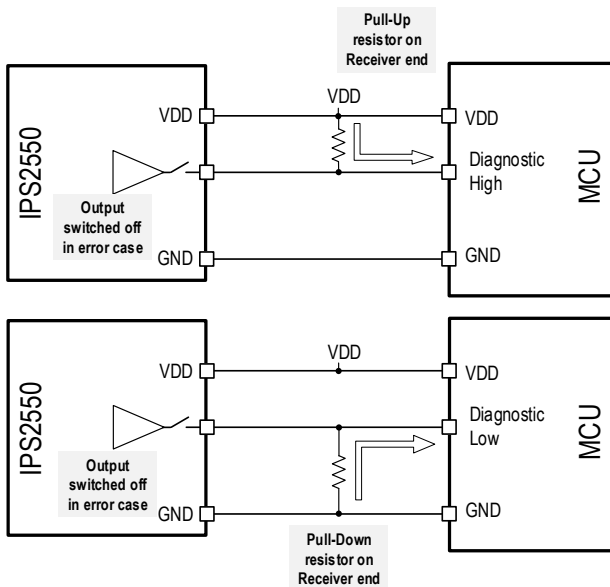 Pull-Up
resistor on
Receiver end
IPS2550
VDD
VDD
VDD
Diagnostic
High
MCU
Output
switched off
in error case
GND
GND
IPS2550
VDD
VDD
VDD
Diagnostic
Low
MCU
Output
switched off
in error case
GND
GND
Pull-Down
resistor on
Receiver end